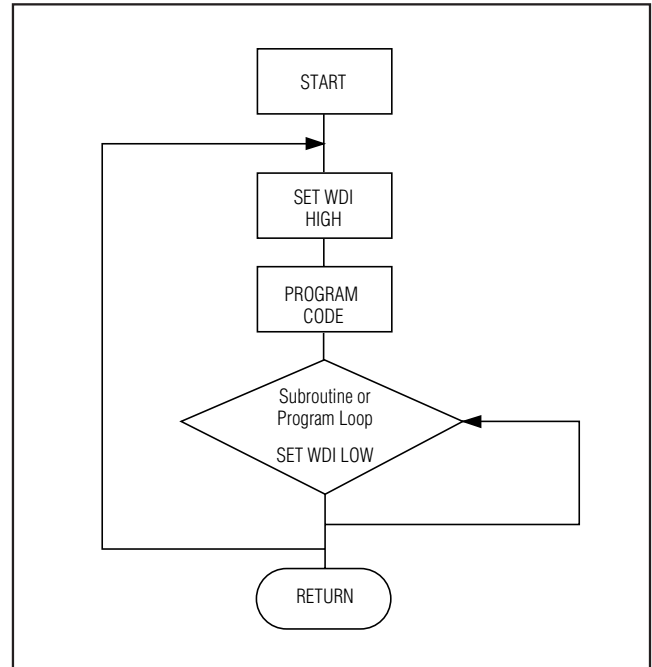 START
SET WDI
HIGH
PROGRAM
CODE
Subroutine or
Program Loop
SET WDI LOW
RETURN